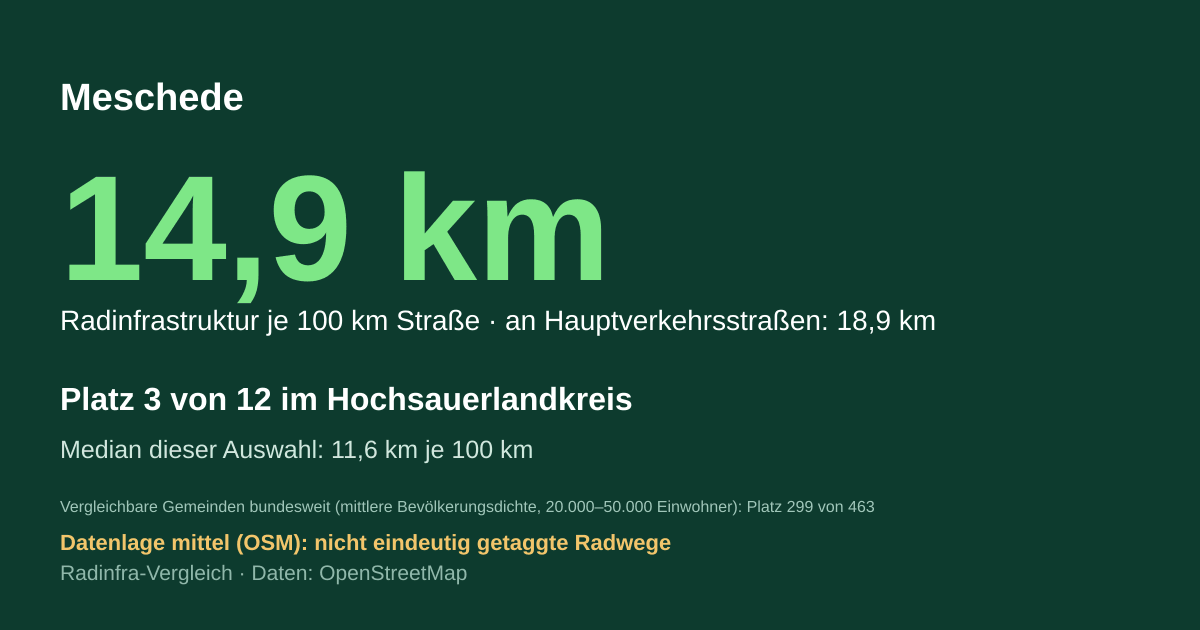 Meschede
14,9 km
Radinfrastruktur je 100 km Straße · an Hauptverkehrsstraßen: 18,9 km
Platz 3 von 12 im Hochsauerlandkreis
Median dieser Auswahl: 11,6 km je 100 km
Vergleichbare Gemeinden bundesweit (mittlere Bevölkerungsdichte, 20.000–50.000 Einwohner): Platz 299 von 463
Datenlage mittel (OSM): nicht eindeutig getaggte Radwege
Radinfra-Vergleich · Daten: OpenStreetMap